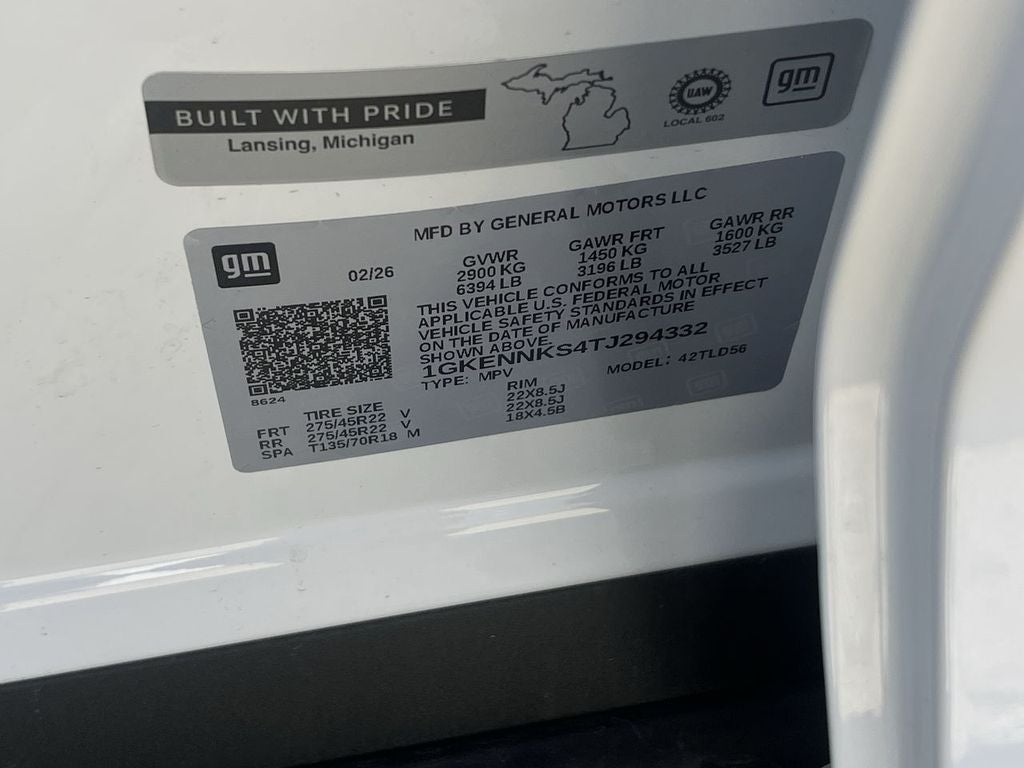 BUILT WITH PRIDE
Lansing, Michigan
UAW
LOCAL 602
gm
MFD BY GENERAL MOTORS LLC
gm
02/26
GVWR GAWR FRT GAWR RR
2900 KG 1450 KG 1600 KG
6394 LB 3196 LB 3527 LB
THIS VEHICLE CONFORMS TO ALL
APPLICABLE U.S. FEDERAL MOTOR
VEHICLE SAFETY STANDARDS IN EFFECT
ON THE DATE OF MANUFACTURE
SHOWN ABOVE.
1GKENNKS4TJ294332
TYPE: MPV MODEL: 42TLD56
8624
TIRE SIZE RIM
FRT 275/45R22 V 22X8.5J
RR 275/45R22 V 22X8.5J
SPA T135/70R18 M 18X4.5B